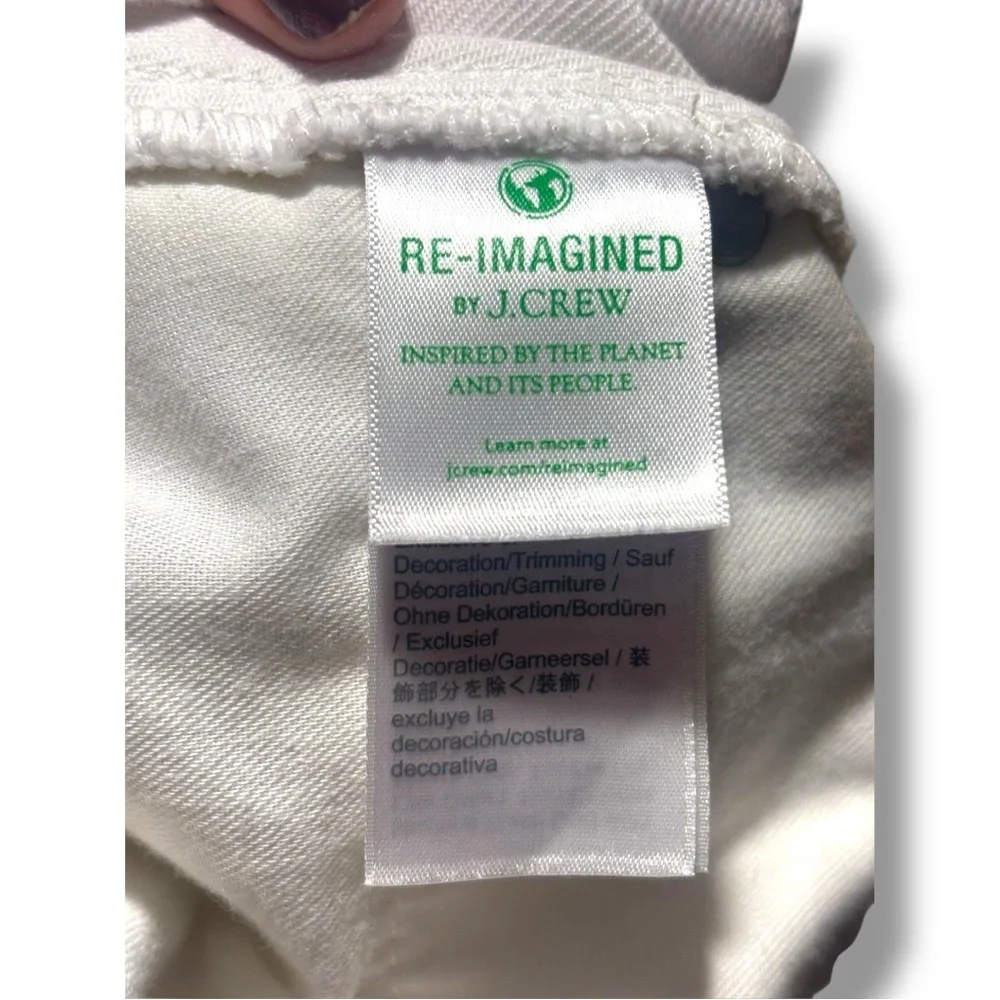 RE-IMAGINED
BY J.CREW
INSPIRED BY THE PLANET
AND ITS PEOPLE.
Learn more at
jcrew.com/reimagined
Decoration/Trimming / Sauf
Décoration/Garniture /
Ohne Dekoration/Bordüren
/ Exclusief
Decoratie/Garneersel / 装
飾部分を除く/装飾 /
excluye la
decoración/costura
decorativa